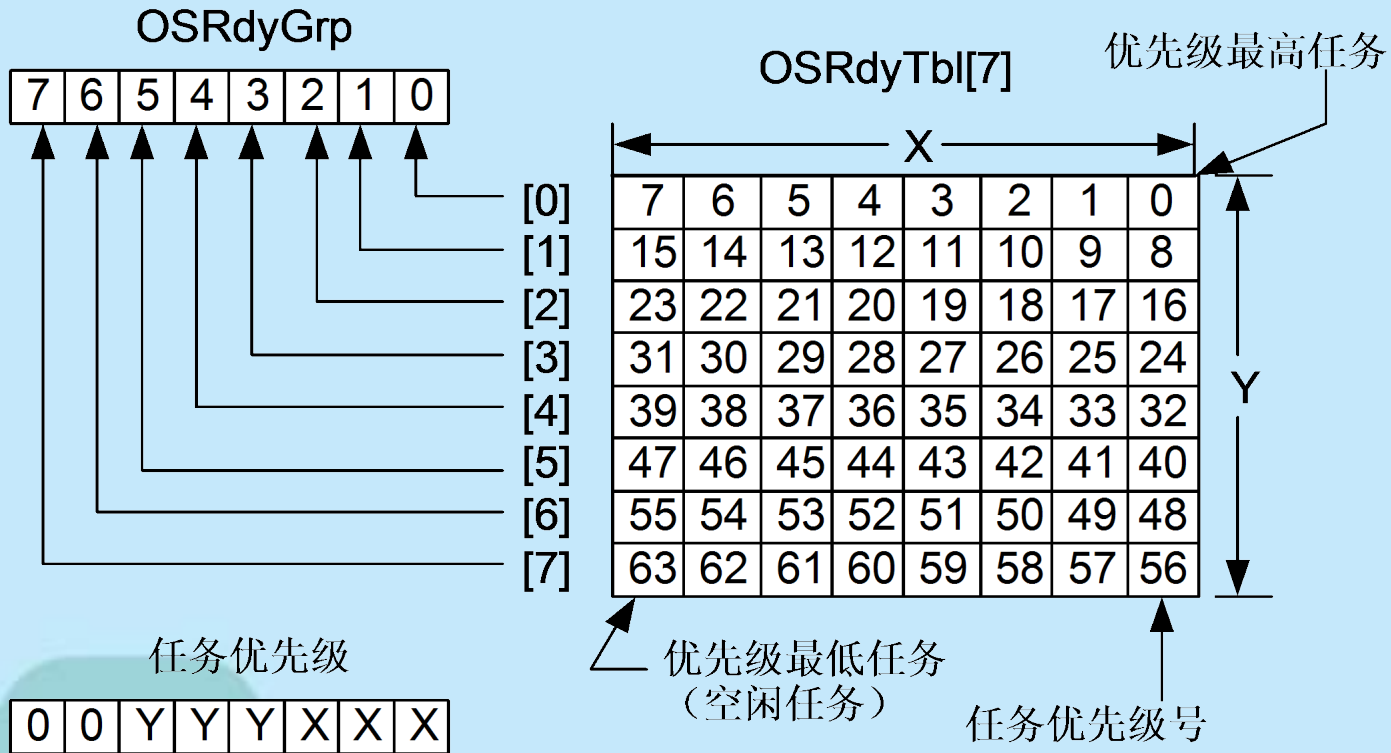 OSRdyGrp
7 6 5 4 3 2 1 0
OSRdyTbl[7]
优先级最高任务
X
[0] 7 6 5 4 3 2 1 0
[1] 15 14 13 12 11 10 9 8
[2] 23 22 21 20 19 18 17 16
[3] 31 30 29 28 27 26 25 24
[4] 39 38 37 36 35 34 33 32
[5] 47 46 45 44 43 42 41 40
[6] 55 54 53 52 51 50 49 48
[7] 63 62 61 60 59 58 57 56
Y
任务优先级
0 0 Y Y Y X X X
优先级最低任务
（空闲任务）
任务优先级号